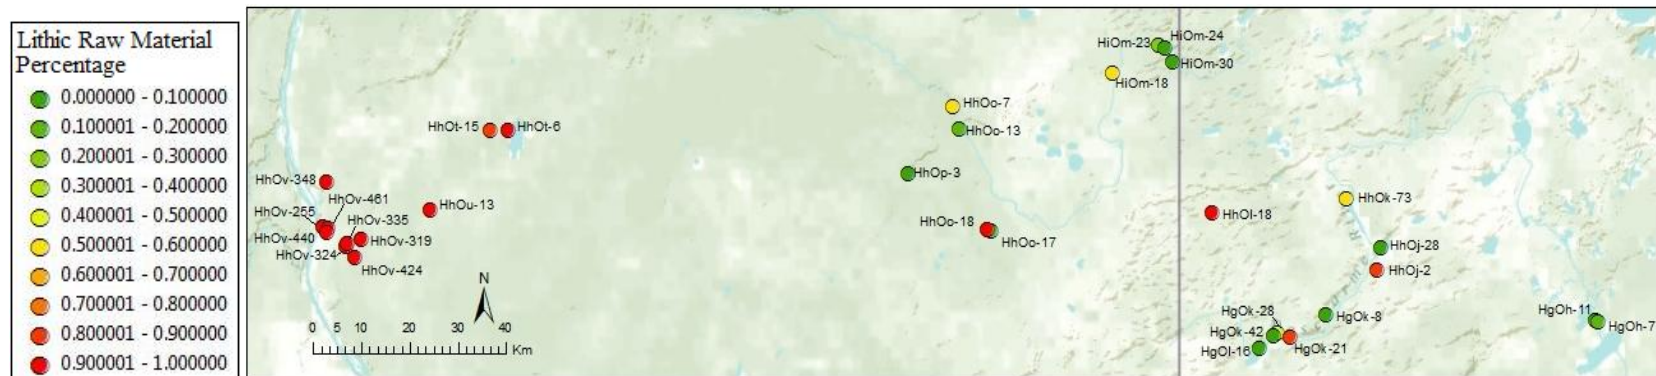 Lithic Raw Material
Percentage
0.000000 - 0.100000
0.100001 - 0.200000
0.200001 - 0.300000
0.300001 - 0.400000
0.400001 - 0.500000
0.500001 - 0.600000
0.600001 - 0.700000
0.700001 - 0.800000
0.800001 - 0.900000
0.900001 - 1.000000
HhOt-15
HhOt-6
HhOv-348
HhOv-461
HhOv-255
HhOv-335
HhOu-13
HhOv-440
HhOv-319
HhOv-324
HhOv-424
N
0 5 10 20 30 40
Km
HiOm-23
HiOm-24
HiOm-30
HiOm-18
HhOo-7
HhOo-13
HhOp-3
HhOo-18
HhOo-17
HhOl-18
HhOk-73
HhOj-28
HhOj-2
HgOk-8
HgOk-28
HgOk-42
HgOl-16
HgOk-21
HgOh-11
HgOh-7